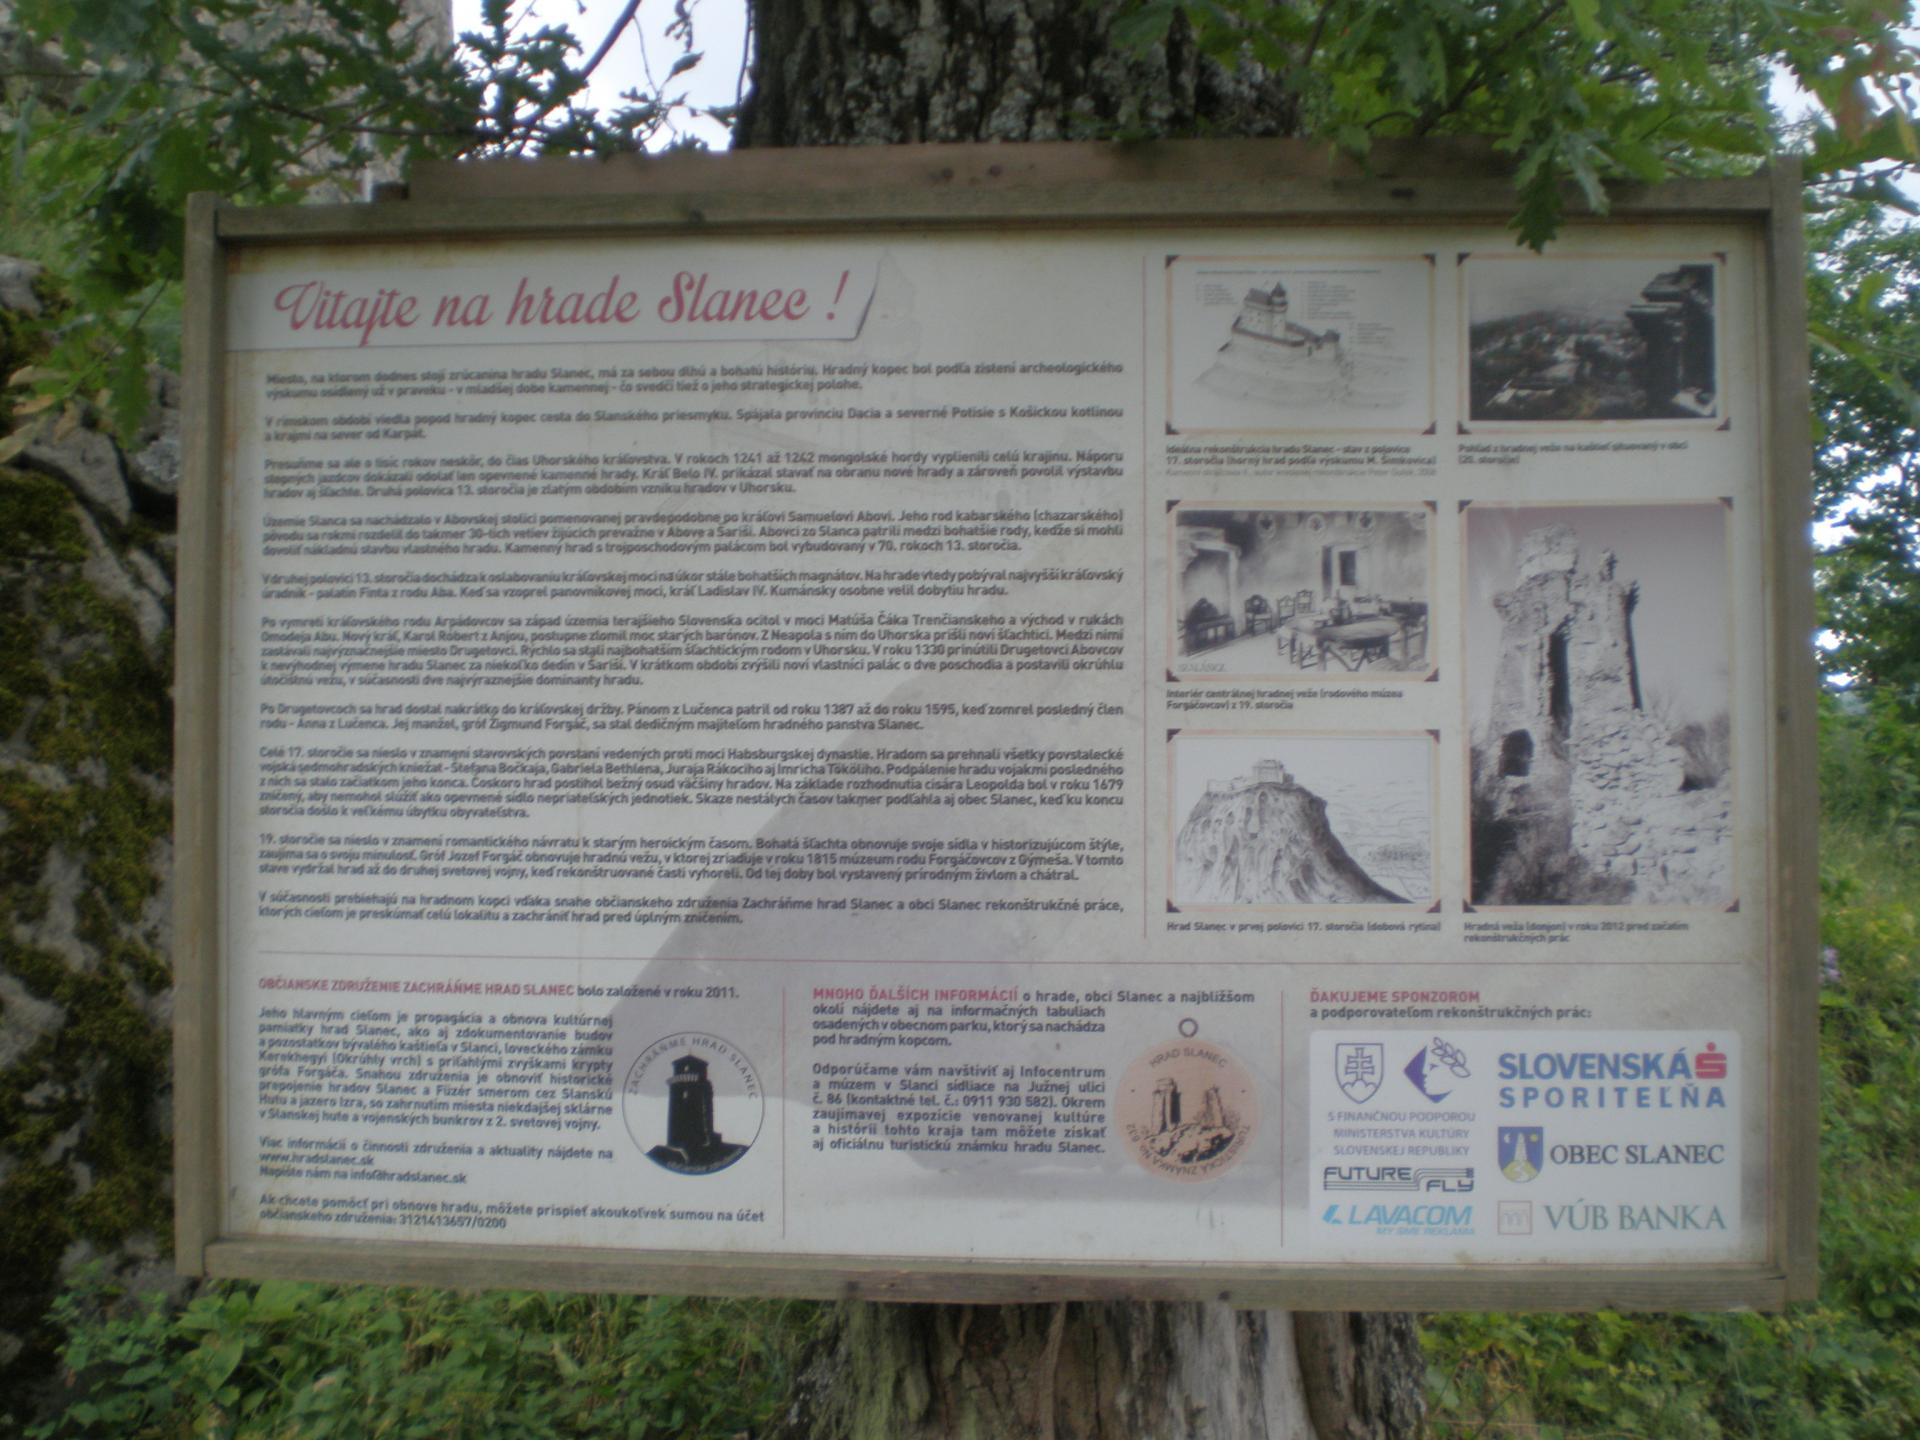 Vitajte na hrade Slanec !
Miesto, na ktorom dodnes stojí zrúcanina hradu Slanec, má za sebou dlhú a bohatú históriu. Hradný kopec bol podľa zistení archeologického
výskumu osídlený už v praveku - v mladšej dobe kamennej - čo svedčí tiež o jeho strategickej polohe.
V rímskom období viedla popod hradný kopec cesta do Slanského priesmyku. Spájala provinciu Dacia a severné Potisie s Košickou kotlinou
a krajmi na sever od Karpát.
Presuňme sa ale o tisíc rokov neskôr, do čias Uhorského kráľovstva. V rokoch 1241 až 1242 mongolské hordy vyplienili celú krajinu. Náporu
stepných jazdcov dokázali odolať len opevnené kamenné hrady. Kráľ Belo IV. prikázal stavať na obranu nové hrady a zároveň povolil výstavbu
hradov aj šľachte. Druhá polovica 13. storočia je zlatým obdobím vzniku hradov v Uhorsku.
Územie Slanca sa nachádzalo v Abovskej stolici pomenovanej pravdepodobne po kráľovi Samuelovi Abovi. Jeho rod kabarského (chazarského)
pôvodu sa rokmi rozdelil do takmer 30-tich vetiev žijúcich prevažne v Above a Šariši. Abovci zo Slanca patrili medzi bohatšie rody, keďže si mohli
dovoliť nákladnú stavbu vlastného hradu. Kamenný hrad s trojposchodovým palácom bol vybudovaný v 70. rokoch 13. storočia.
V druhej polovici 13. storočia dochádza k oslabovaniu kráľovskej moci na úkor stále bohatších magnátov. Na hrade vtedy pobýval najvyšší kráľovský
úradník - palatín Finta z rodu Aba. Keď sa vzoprel panovníkovej moci, kráľ Ladislav IV. Kumánsky osobne velil dobytiu hradu.
Po vymretí kráľovského rodu Arpádovcov sa západ územia terajšieho Slovenska ocitol v moci Matúša Čáka Trenčianskeho a východ v rukách
Omodeja Abu. Nový kráľ, Karol Róbert z Anjou, postupne zlomil moc starých barónov. Z Neapola s ním do Uhorska prišli noví šľachtici. Medzi nimi
zastávali najvýznačnejšie miesto Drugetovci. Rýchlo sa stali najbohatším šľachtickým rodom v Uhorsku. V roku 1330 prinútili Drugetovci Abovcov
k nevýhodnej výmene hradu Slanec za niekoľko dedín v Šariši. V krátkom období zvýšili noví vlastníci palác o dve poschodia a postavili okrúhlu
útočištnú vežu, v súčasnosti dve najvýraznejšie dominanty hradu.
Po Drugetovcoch sa hrad dostal nakrátko do kráľovskej držby. Pánom z Lučenca patril od roku 1387 až do roku 1595, keď zomrel posledný člen
rodu - Anna z Lučenca. Jej manžel, gróf Žigmund Forgáč, sa stal dedičným majiteľom hradného panstva Slanec.
Celé 17. storočie sa nieslo v znamení stavovských povstaní vedených proti moci Habsburgskej dynastie. Hradom sa prehnali všetky povstalecké
vojská sedmohradských kniežat - Štefana Bočkaja, Gabriela Bethlena, Juraja Rákociho aj Imricha Tököliho. Podpálenie hradu vojakmi posledného
z nich sa stalo začiatkom jeho konca. Čoskoro hrad postihol bežný osud väčšiny hradov. Na základe rozhodnutia cisára Leopolda bol v roku 1679
zničený, aby nemohol slúžiť ako opevnené sídlo nepriateľských jednotiek. Skaze nestálych časov takmer podľahla aj obec Slanec, keď ku koncu
storočia došlo k veľkému úbytku obyvateľstva.
19. storočie sa nieslo v znamení romantického návratu k starým heroickým časom. Bohatá šľachta obnovuje svoje sídla v historizujúcom štýle,
zaujíma sa o svoju minulosť. Gróf Jozef Forgáč obnovuje hradnú vežu, v ktorej zriaďuje v roku 1815 múzeum rodu Forgáčovcov z Gýmeša. V tomto
stave vydržal hrad až do druhej svetovej vojny, keď rekonštruované časti vyhoreli. Od tej doby bol vystavený prírodným živlom a chátral.
V súčasnosti prebiehajú na hradnom kopci vďaka snahe občianskeho združenia Zachráňme hrad Slanec a obci Slanec rekonštrukčné práce,
ktorých cieľom je preskúmať celú lokalitu a zachrániť hrad pred úplným zničením.
Ideálna rekonštrukcia hradu Slanec - stav z polovice
17. storočia (horný hrad podľa výskumu M. Šimkovica)
Pohľad z hradnej veže na kaštieľ situovaný v obci
(20. storočie)
SZALÁNCZ
Interiér centrálnej hradnej veže (rodového múzea
Forgáčovcov) z 19. storočia
Hrad Slanec v prvej polovici 17. storočia (dobová rytina)
Hradná veža (donjon) v roku 2012 pred začatím
rekonštrukčných prác
OBČIANSKE ZDRUŽENIE ZACHRÁŇME HRAD SLANEC bolo založené v roku 2011.
Jeho hlavným cieľom je propagácia a obnova kultúrnej
pamiatky hrad Slanec, ako aj zdokumentovanie budov
a pozostatkov bývalého kaštieľa v Slanci, loveckého zámku
Kerekhegyi (Okrúhly vrch) s priľahlými zvyškami krypty
grófa Forgáča. Snahou združenia je obnoviť historické
prepojenie hradov Slanec a Füzér smerom cez Slanskú
Hutu a jazero Izra, so zahrnutím miesta niekdajšej sklárne
v Slanskej hute a vojenských bunkrov z 2. svetovej vojny.
Viac informácií o činnosti združenia a aktuality nájdete na
www.hradslanec.sk
Napíšte nám na info@hradslanec.sk
Ak chcete pomôcť pri obnove hradu, môžete prispieť akoukoľvek sumou na účet
občianskeho združenia: 3121413657/0200
ZACHRÁŇME HRAD SLANEC
občianske združenie
MNOHO ĎALŠÍCH INFORMÁCIÍ o hrade, obci Slanec a najbližšom
okolí nájdete aj na informačných tabuliach
osadených v obecnom parku, ktorý sa nachádza
pod hradným kopcom.
Odporúčame vám navštíviť aj Infocentrum
a múzem v Slanci sídliace na Južnej ulici
č. 86 (kontaktné tel. č.: 0911 930 582). Okrem
zaujímavej expozície venovanej kultúre
a histórii tohto kraja tam môžete získať
aj oficiálnu turistickú známku hradu Slanec.
HRAD SLANEC
TURISTICKÁ ZNÁMKA No. 832
ĎAKUJEME SPONZOROM
a podporovateľom rekonštrukčných prác:
S FINANČNOU PODPOROU
MINISTERSTVA KULTÚRY
SLOVENSKEJ REPUBLIKY
SLOVENSKÁ
SPORITEĽŇA
OBEC SLANEC
FUTURE FLY
LAVACOM
MY SME REKLAMA
VÚB BANKA